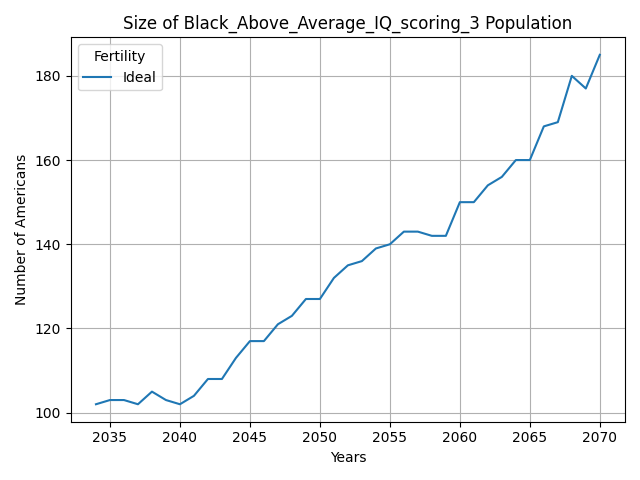 Size of Black_Above_Average_IQ_scoring_3 Population
Fertility
Ideal
Number of Americans
180
160
140
120
100
2035 2040 2045 2050 2055 2060 2065 2070
Years